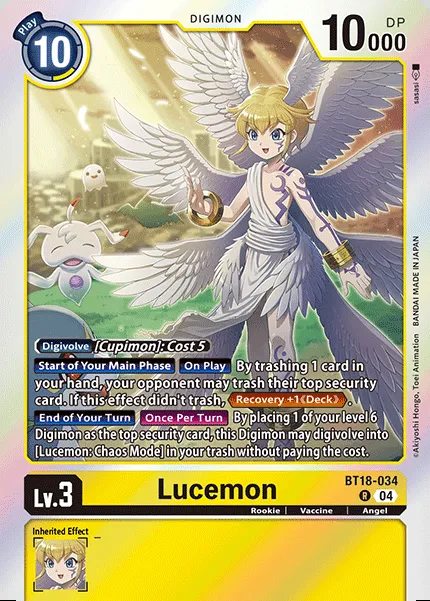 DIGIMON
Play
10
10000
DP
sasasi
Digivolve [Cupimon]: Cost 5
Start of Your Main Phase On Play By trashing 1 card in
your hand, your opponent may trash their top security
card. If this effect didn't trash, Recovery +1《Deck》.
End of Your Turn Once Per Turn By placing 1 of your level 6
Digimon as the top security card, this Digimon may digivolve into
[Lucemon: Chaos Mode] in your trash without paying the cost.
©Akiyoshi Hongo, Toei Animation BANDAI MADE IN JAPAN
Lv.3
Lucemon
BT18-034
R 04
Rookie | Vaccine | Angel
Inherited Effect
—